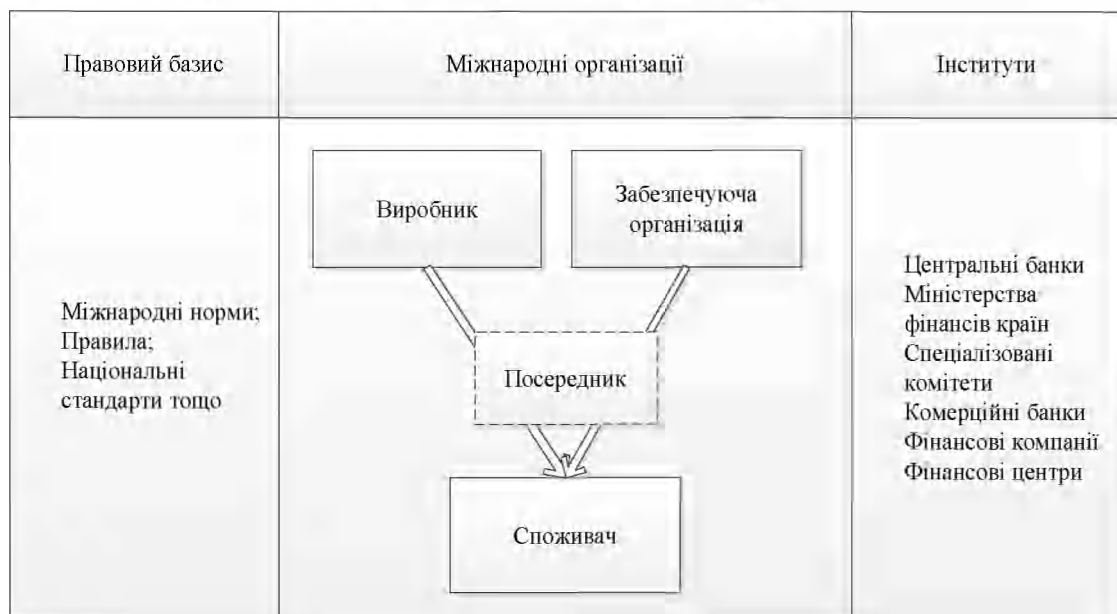 Правовий базис
Міжнародні організації
Інститути
Міжнародні норми;
Правила;
Національні
стандарти тощо
Виробник
Забезпечуюча
організація
Посередник
Споживач
Центральні банки
Міністерства
фінансів країн
Спеціалізовані
комітети
Комерційні банки
Фінансові компанії
Фінансові центри